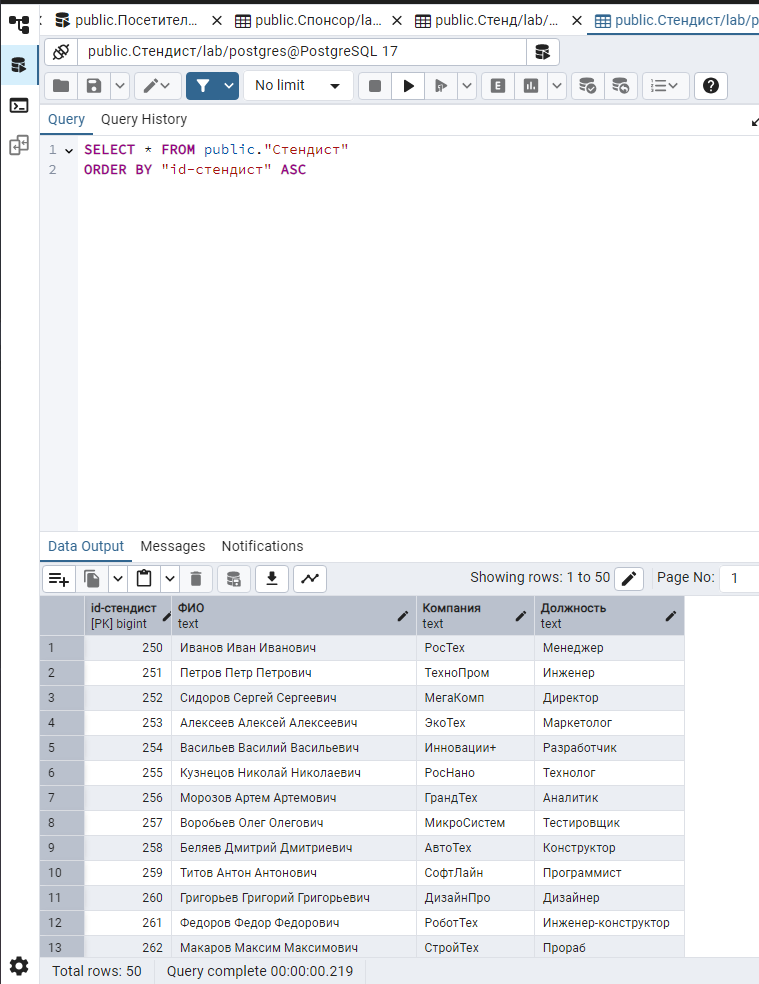 public.Посетител...
public.Спонсор/la...
public.Стенд/lab/...
public.Стендист/lab/p
public.Стендист/lab/postgres@PostgreSQL 17
No limit
E
Query
Query History
1 SELECT * FROM public."Стендист"
2 ORDER BY "id-стендист" ASC
Data Output
Messages
Notifications
Showing rows: 1 to 50
Page No: 1
id-стендист ФИО Компания Должность
[PK] bigint text text text
1 250 Иванов Иван Иванович РосТех Менеджер
2 251 Петров Петр Петрович ТехноПром Инженер
3 252 Сидоров Сергей Сергеевич МегаКомп Директор
4 253 Алексеев Алексей Алексеевич ЭкоТех Маркетолог
5 254 Васильев Василий Васильевич Инновации+ Разработчик
6 255 Кузнецов Николай Николаевич РосНано Технолог
7 256 Морозов Артем Артемович ГрандТех Аналитик
8 257 Воробьев Олег Олегович МикроСистем Тестировщик
9 258 Беляев Дмитрий Дмитриевич АвтоТех Конструктор
10 259 Титов Антон Антонович СофтЛайн Программист
11 260 Григорьев Григорий Григорьевич ДизайнПро Дизайнер
12 261 Федоров Федор Федорович РоботТех Инженер-конструктор
13 262 Макаров Максим Максимович СтройТех Прораб
Total rows: 50
Query complete 00:00:00.219